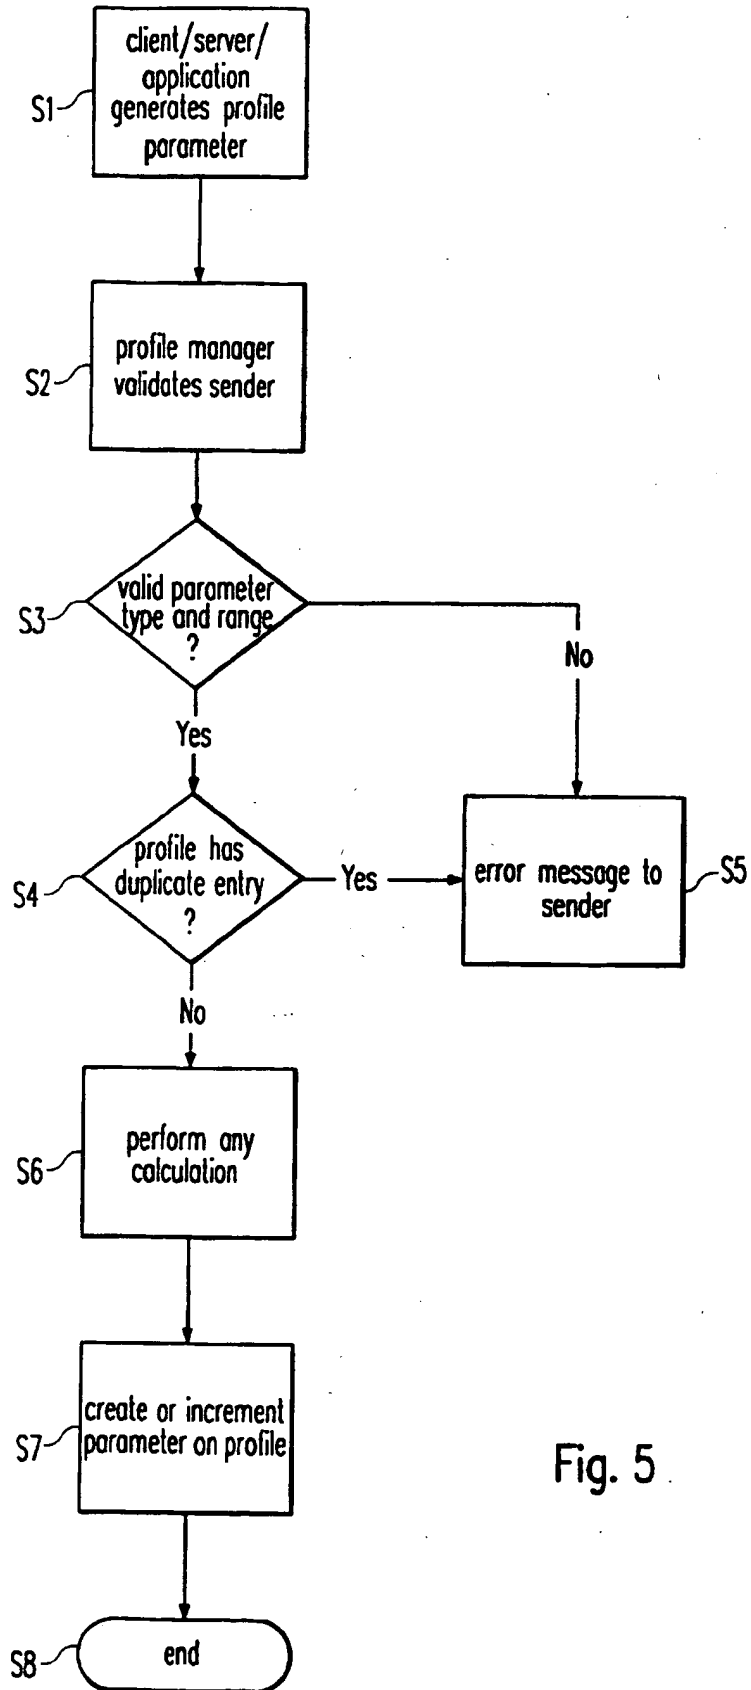 client/server/
application
generates profile
parameter
S1
profile manager
validates sender
S2
valid parameter
type and range
?
S3
No
Yes
profile has
duplicate entry
?
S4
Yes
error message to
sender
S5
No
perform any
calculation
S6
create or increment
parameter on profile
S7
Fig. 5
end
S8